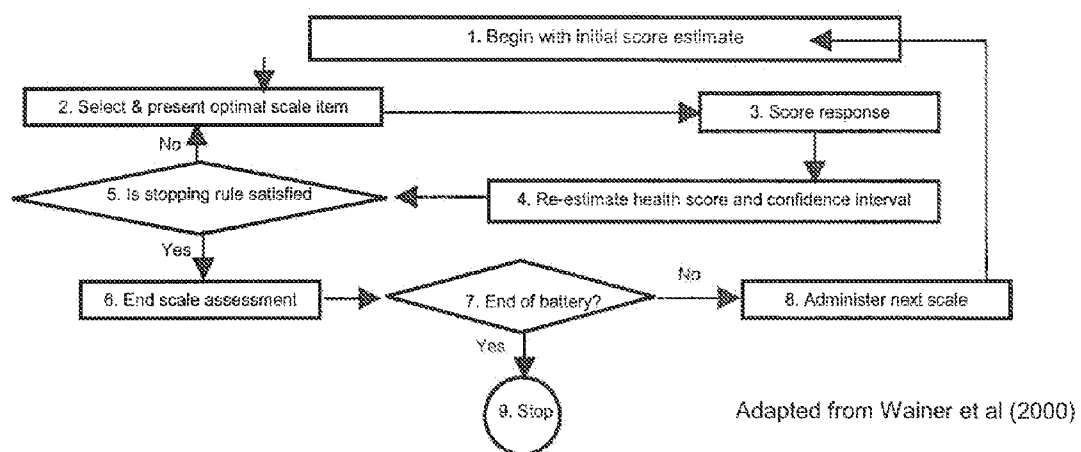 1. Begin with initial score estimate
2. Select & present optimal scale item
3. Score response
No
5. Is stopping rule satisfied
4. Re-estimate health score and confidence interval
Yes
6. End scale assessment
7. End of battery?
No
8. Administer next scale
Yes
9. Stop
Adapted from Wainer et al (2000)